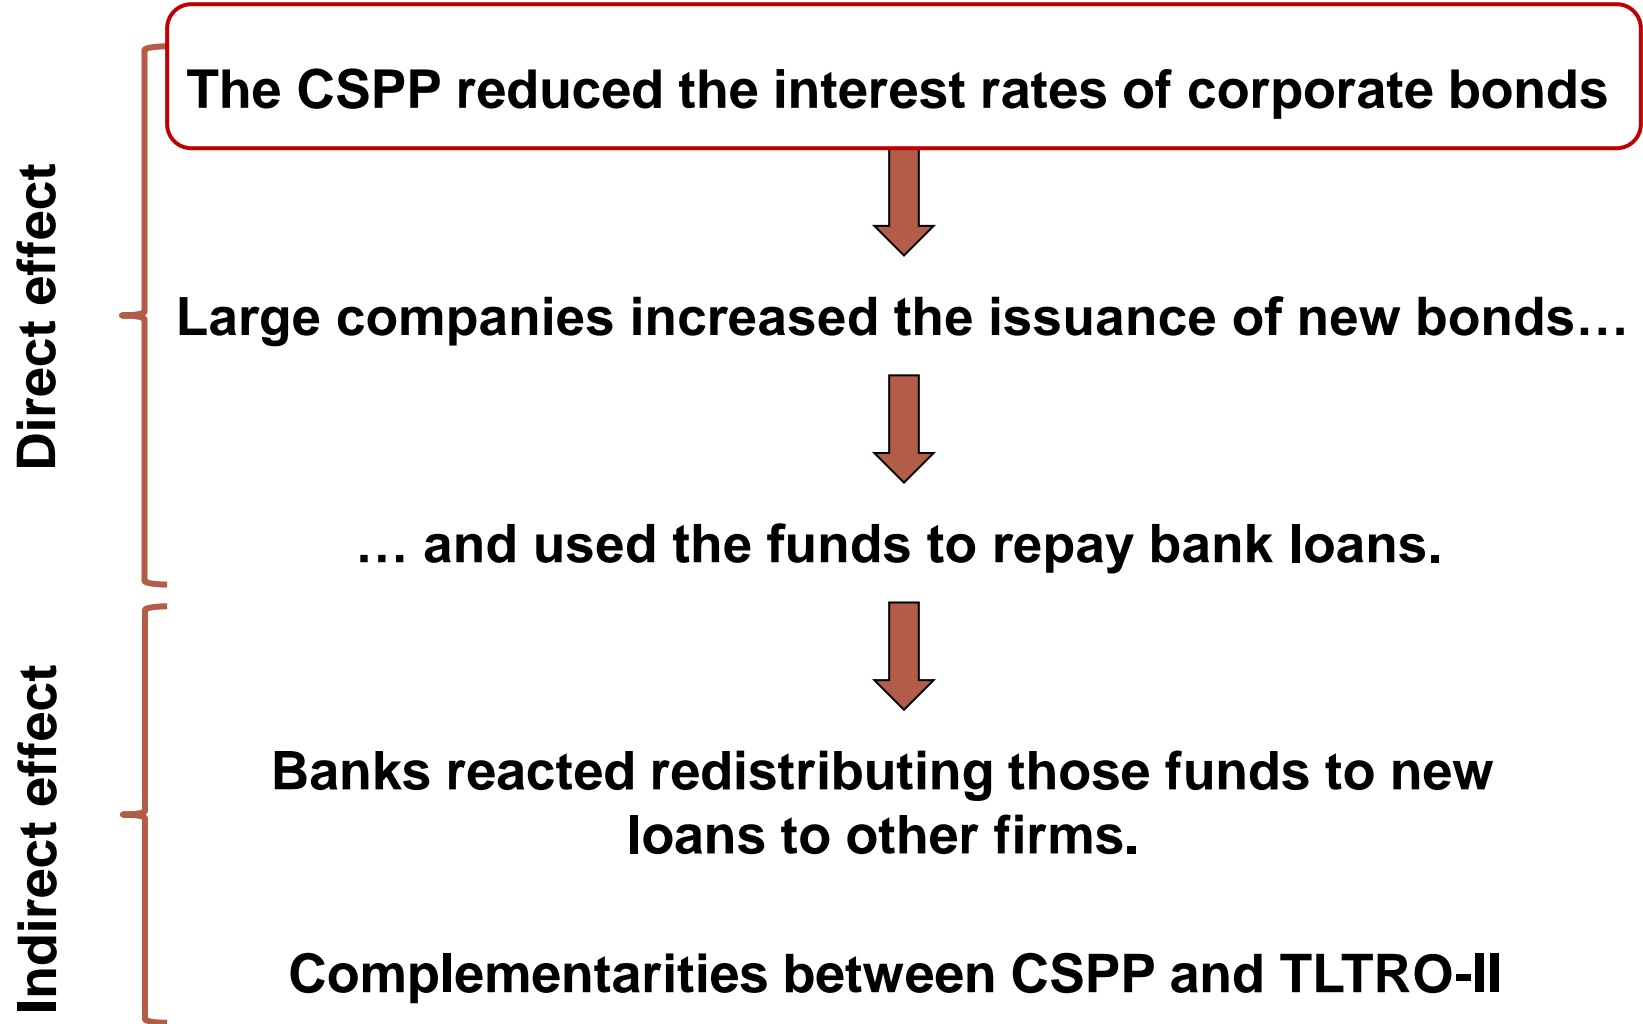 Direct effect
The CSPP reduced the interest rates of corporate bonds
Large companies increased the issuance of new bonds…
… and used the funds to repay bank loans.
Indirect effect
Banks reacted redistributing those funds to new
loans to other firms.
Complementarities between CSPP and TLTRO-II